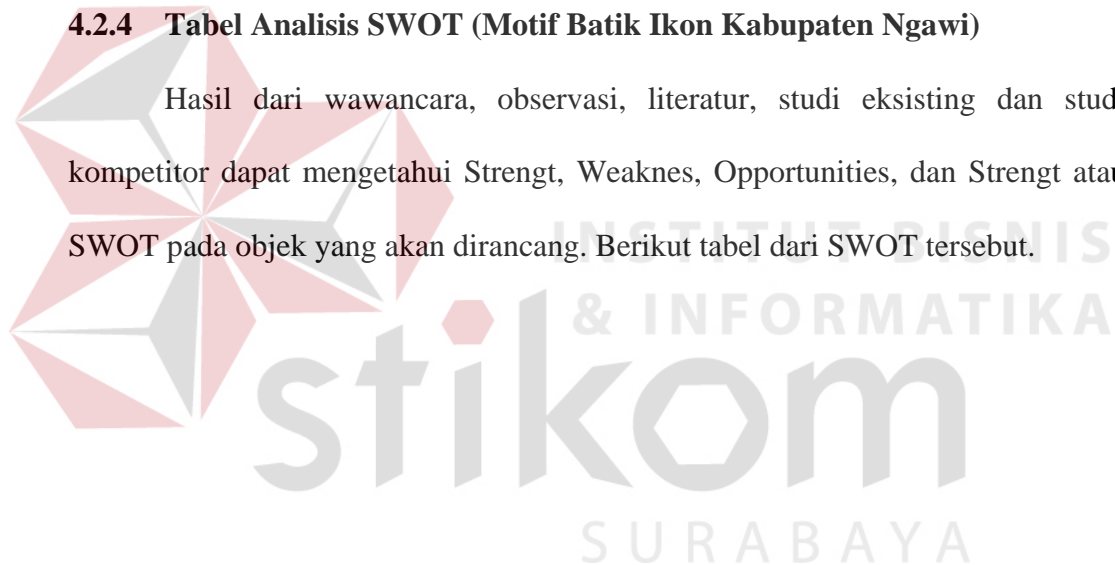 4.2.4 Tabel Analisis SWOT (Motif Batik Ikon Kabupaten Ngawi)
Hasil dari wawancara, observasi, literatur, studi eksisting dan stud
kompetitor dapat mengetahui Strengt, Weaknes, Opportunities, dan Strengt atau
SWOT pada objek yang akan dirancang. Berikut tabel dari SWOT tersebut.
INSTITUT BISNIS
& INFORMATIKA
stikom
SURABAYA